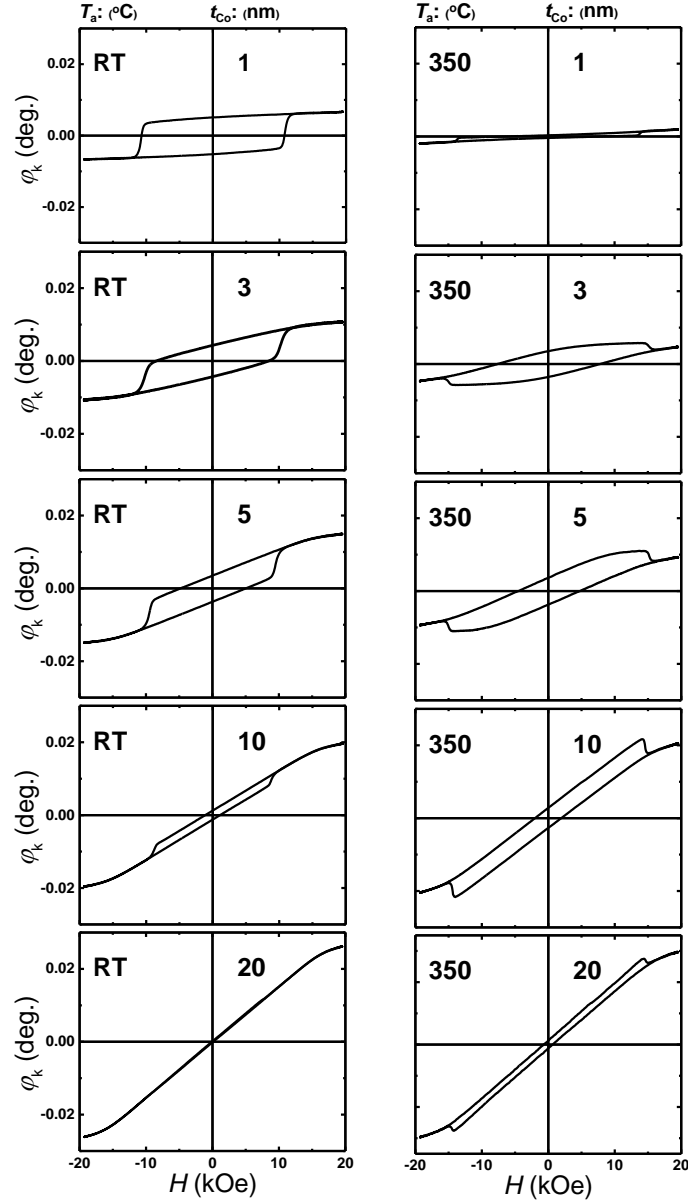 Tₐ: (°C) t_Co: (nm) Tₐ: (°C) t_Co: (nm)
RT 1 350 1
0.02
0.00
-0.02
φₖ (deg.)
RT 3 350 3
0.02
0.00
-0.02
φₖ (deg.)
RT 5 350 5
0.02
0.00
-0.02
φₖ (deg.)
RT 10 350 10
0.02
0.00
-0.02
φₖ (deg.)
RT 20 350 20
0.02
0.00
-0.02
φₖ (deg.)
-20 -10 0 10 20 -20 -10 0 10 20
H (kOe) H (kOe)